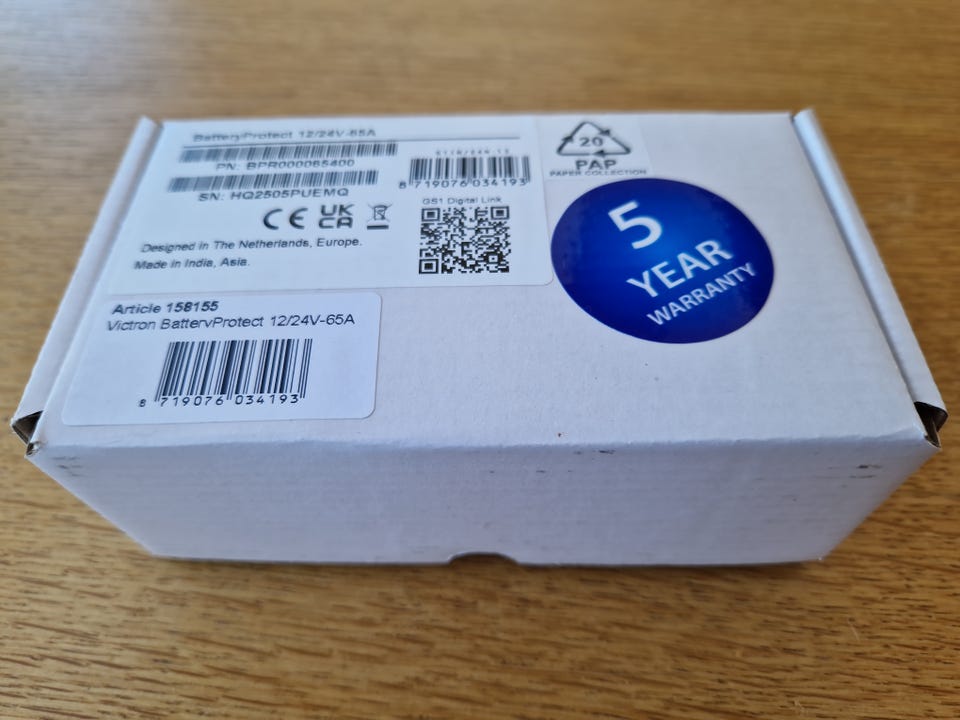 BatteryProtect 12/24V-65A
PN: BPR000065400
SN: HQ2505PUEMQ
CE UKCA
Designed in The Netherlands, Europe.
Made in India, Asia.
8 719076 034193
GS1 Digital Link
20
PAP
PAPER COLLECTION
5
YEAR
WARRANTY
Article 158155
Victron BatteryProtect 12/24V-65A
8 719076 034193